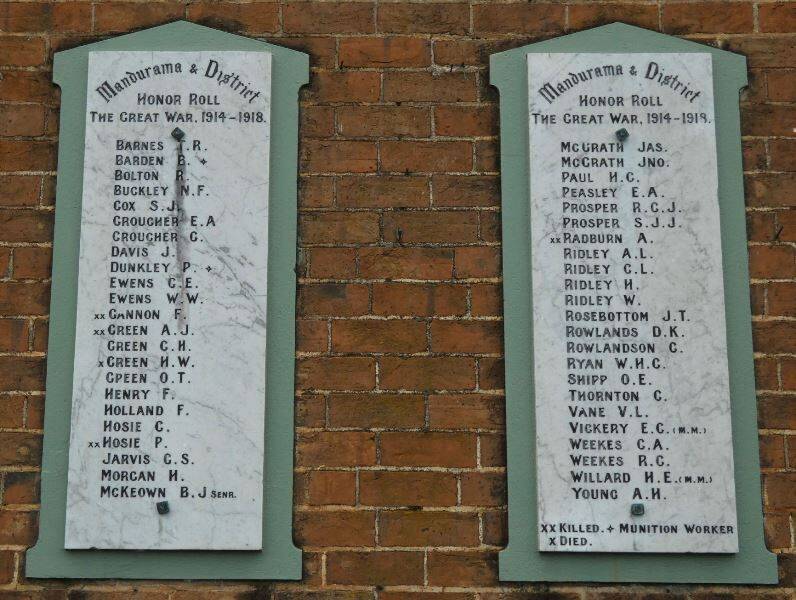 Mandurama & District
HONOR ROLL
THE GREAT WAR, 1914-1918.
BARNES T.R.
BARDEN B. +
BOLTON R.
BUCKLEY N.F.
COX S.J.
CROUCHER E.A
CROUCHER G.
DAVIS J.
DUNKLEY P. +
EWENS C.E.
EWENS W.W.
xx GANNON F.
xx GREEN A.J.
GREEN G.H.
x GREEN H.W.
GREEN O.T.
HENRY F.
HOLLAND F.
HOSIE G.
xx HOSIE P.
JARVIS G.S.
MORGAN H.
MCKEOWN B.J SENR.
Mandurama & District
HONOR ROLL
THE GREAT WAR, 1914-1918.
MCGRATH JAS.
MCGRATH JNO.
PAUL H.C.
PEASLEY E.A.
PROSPER R.C.J.
PROSPER S.J.J.
xx RADBURN A.
RIDLEY A.L.
RIDLEY C.L.
RIDLEY H.
RIDLEY W.
ROSEBOTTOM J.T.
ROWLANDS D.K.
ROWLANDSON C.
RYAN W.H.C.
SHIPP O.E.
THORNTON C.
VANE V.L.
VICKERY E.C. (M.M.)
WEEKES C.A.
WEEKES R.C.
WILLARD H.E. (M.M.)
YOUNG A.H.
XX KILLED. + MUNITION WORKER
X DIED.